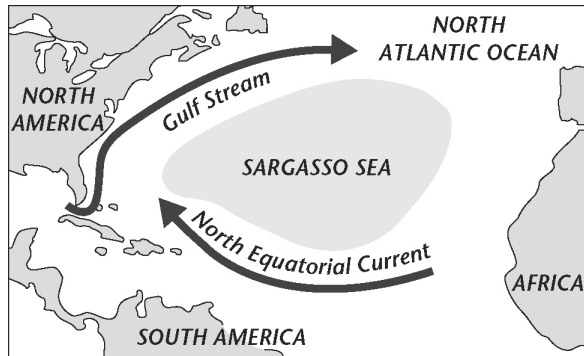 NORTH
ATLANTIC OCEAN
NORTH
AMERICA
Gulf Stream
SARGASSO SEA
North Equatorial Current
AFRICA
SOUTH AMERICA